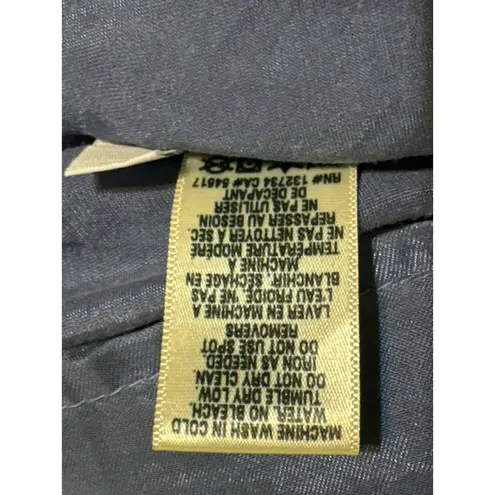 MACHINE WASH IN COLD
WATER. NO BLEACH.
TUMBLE DRY LOW.
DO NOT DRY CLEAN.
IRON AS NEEDED
DO NOT USE SPOT
REMOVERS
LAVER EN MACHINE A
L'EAU FROIDE, NE PAS
BLANCHIR, SECHAGE EN
MACHINE A
TEMPERATURE MODERE
NE PAS NETTOYER A SEC.
REPASSER AU BESOIN.
NE PAS UTILISER
DE DECAPANT
RN# 132734 CA# 54617